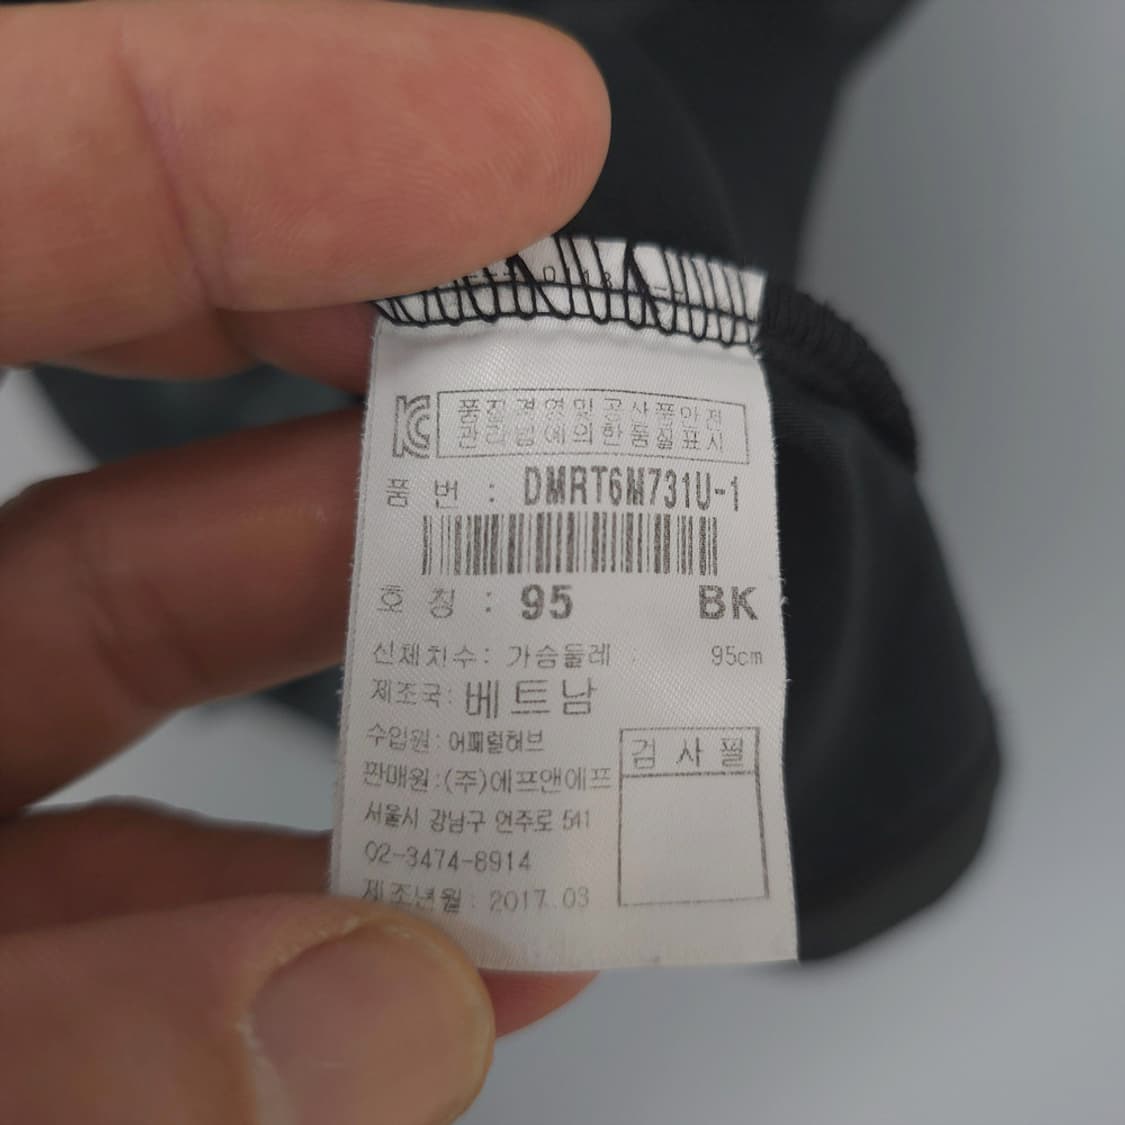 KC 품질경영및공산품안전
관리법에의한품질표시
품 번 : DMRT6M731U-1
호 칭 : 95 BK
신체치수: 가슴둘레 : 95cm
제조국: 베트남
수입원: 어패럴허브
검 사 필
판매원:(주)에프앤에프
서울시 강남구 언주로 541
02-3474-8914
제조년월: 2017.03